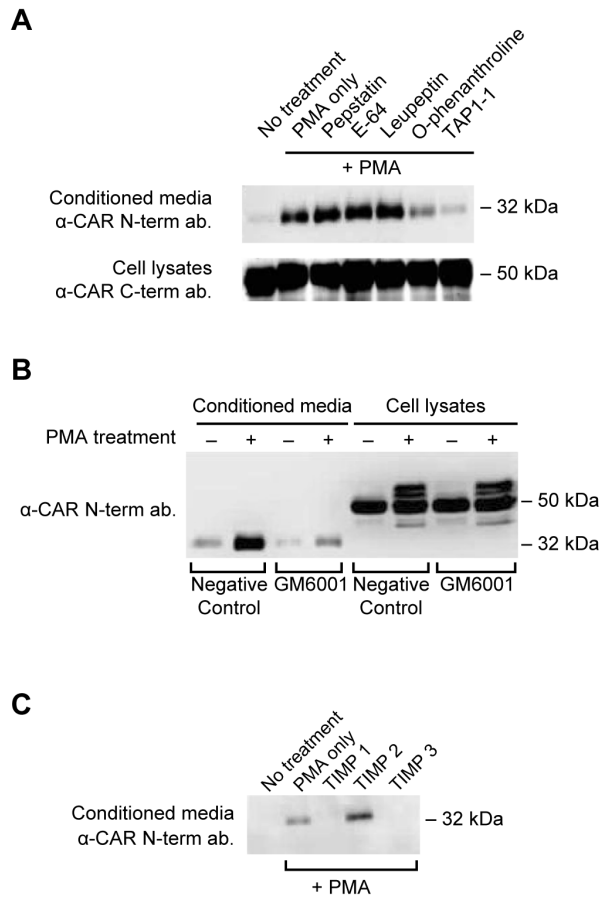 A
No treatment
PMA only
Pepstatin
E-64
Leupeptin
O-phenanthroline
TAP1-1
+ PMA
Conditioned media
α-CAR N-term ab.
– 32 kDa
Cell lysates
α-CAR C-term ab.
– 50 kDa
B
Conditioned media Cell lysates
PMA treatment – + – + – + – +
α-CAR N-term ab.
– 50 kDa
– 32 kDa
Negative Control
GM6001
Negative Control
GM6001
C
No treatment
PMA only
TIMP 1
TIMP 2
TIMP 3
Conditioned media
α-CAR N-term ab.
– 32 kDa
+ PMA